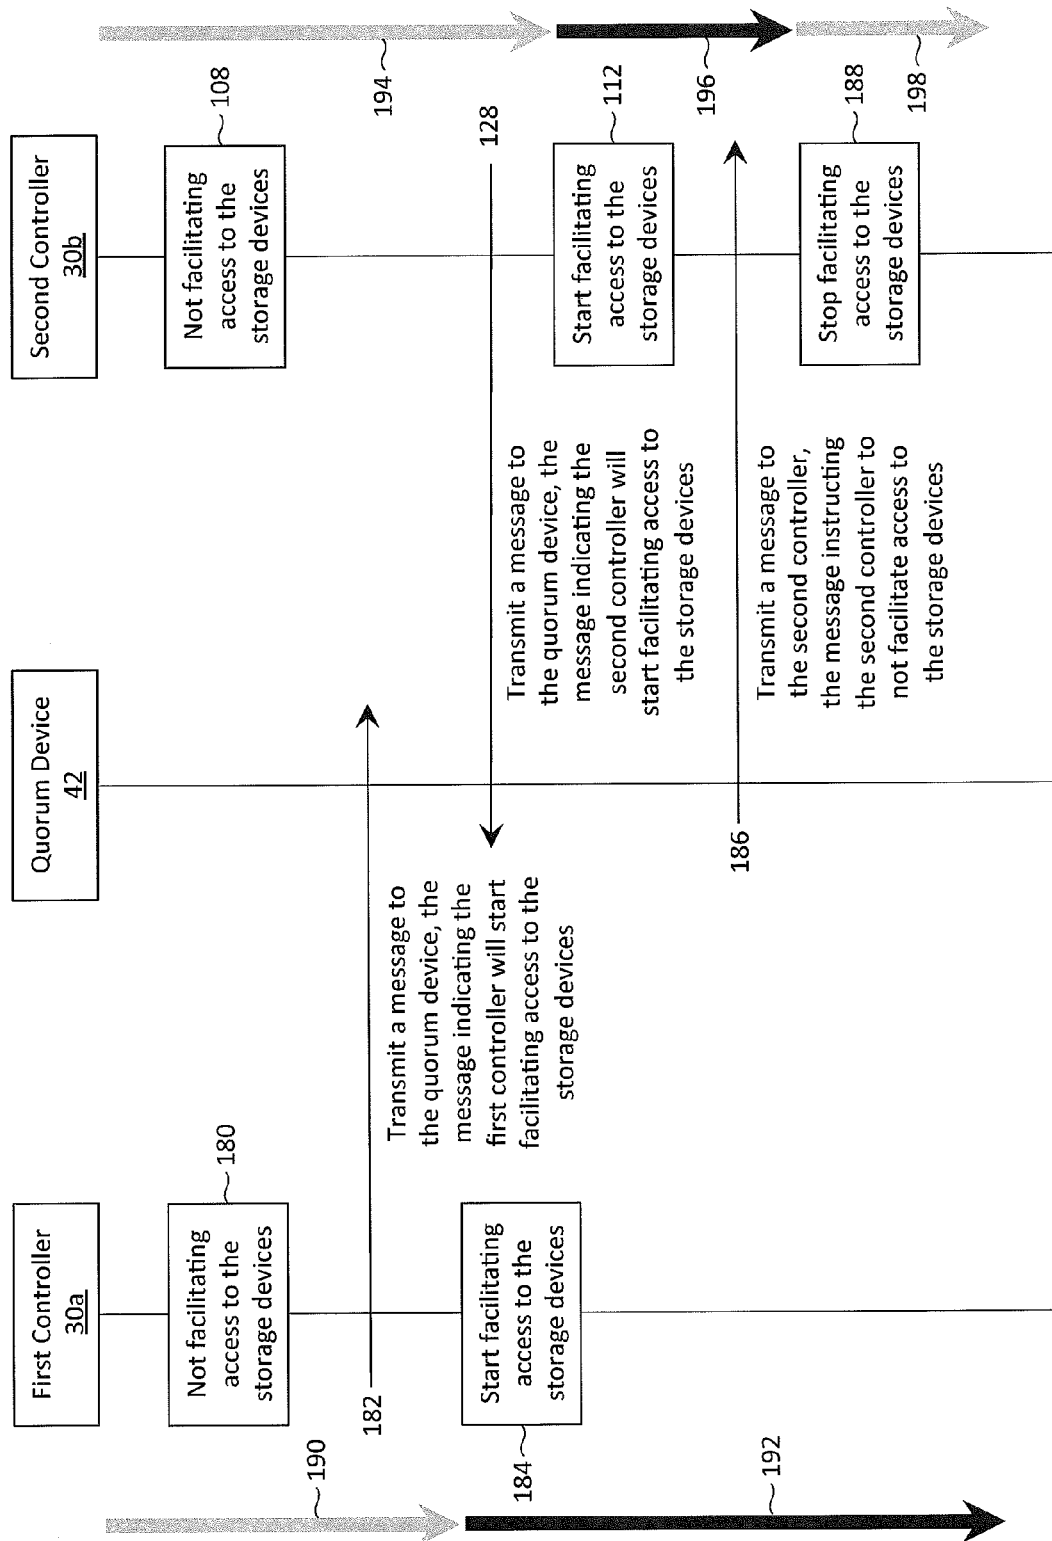 First Controller
30a
Quorum Device
42
Second Controller
30b
Not facilitating
access to the
storage devices
180
Not facilitating
access to the
storage devices
108
190
194
182
Transmit a message to
the quorum device, the
message indicating the
first controller will start
facilitating access to the
storage devices
128
Transmit a message to
the quorum device, the
message indicating the
second controller will
start facilitating access to
the storage devices
Start facilitating
access to the
storage devices
184
Start facilitating
access to the
storage devices
112
192
196
186
Transmit a message to
the second controller,
the message instructing
the second controller to
not facilitate access to
the storage devices
Stop facilitating
access to the
storage devices
188
198